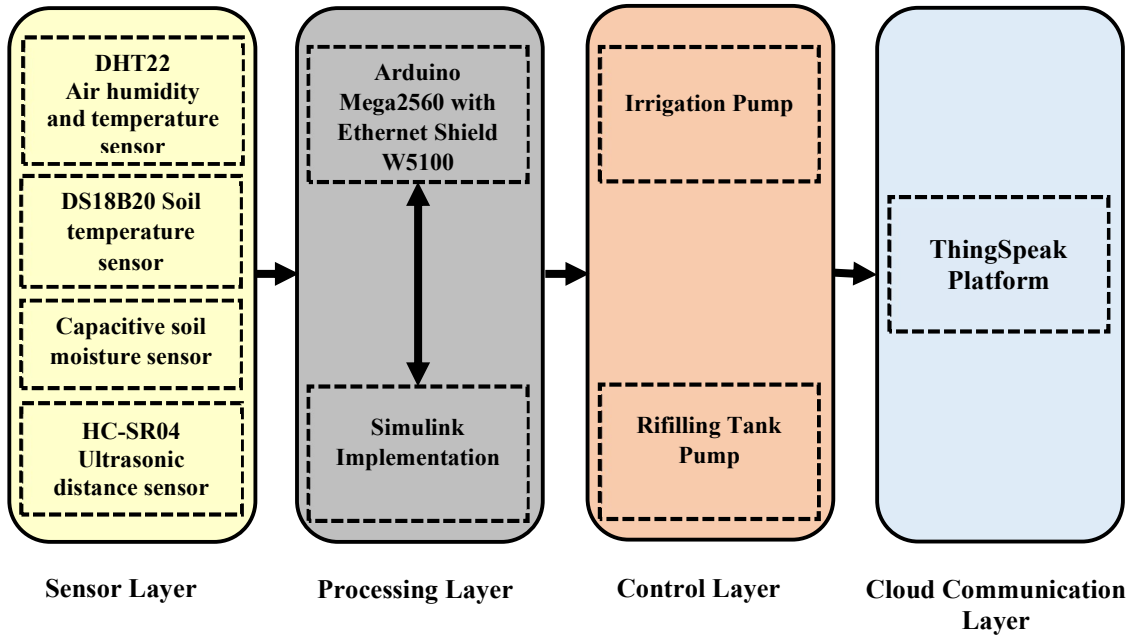 DHT22
Air humidity
and temperature
sensor
DS18B20 Soil
temperature
sensor
Capacitive soil
moisture sensor
HC-SR04
Ultrasonic
distance sensor
Sensor Layer
Arduino
Mega2560 with
Ethernet Shield
W5100
Simulink
Implementation
Processing Layer
Irrigation Pump
Rifilling Tank
Pump
Control Layer
ThingSpeak
Platform
Cloud Communication
Layer